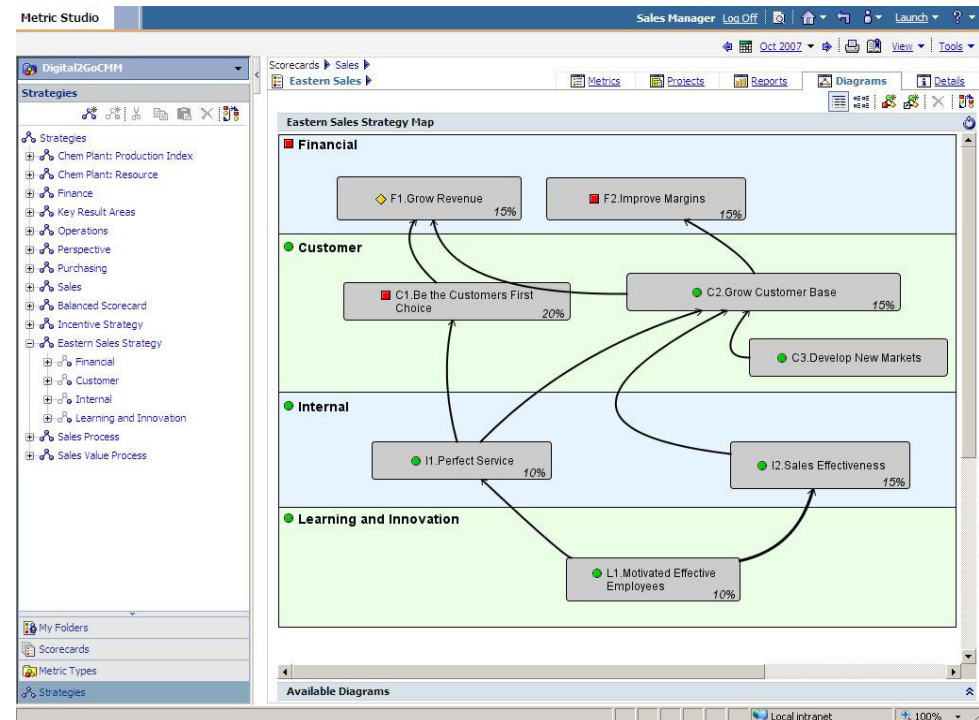 Metric Studio
Sales Manager Log Off Launch ?
Oct 2007 View Tools
Digital2GoCMM
Strategies
Strategies
Chem Plant: Production Index
Chem Plant: Resource
Finance
Key Result Areas
Operations
Perspective
Purchasing
Sales
Balanced Scorecard
Incentive Strategy
Eastern Sales Strategy
Financial
Customer
Internal
Learning and Innovation
Sales Process
Sales Value Process
My Folders
Scorecards
Metric Types
Strategies
Scorecards Sales
Eastern Sales
Metrics Projects Reports Diagrams Details
Eastern Sales Strategy Map
Financial
F1.Grow Revenue
15%
F2.Improve Margins
15%
Customer
C1.Be the Customers First
Choice
20%
C2.Grow Customer Base
15%
C3.Develop New Markets
Internal
I1.Perfect Service
10%
I2.Sales Effectiveness
15%
Learning and Innovation
L1.Motivated Effective
Employees
10%
Available Diagrams
Local intranet 100%